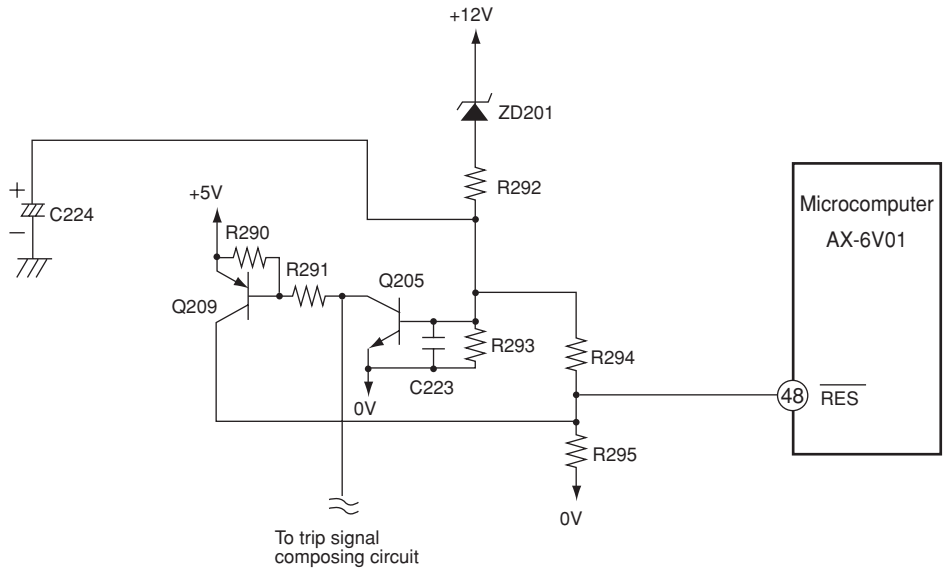 +12V
ZD201
R292
+
C224
−
+5V
R290
R291
Q205
Q209
R293
C223
0V
R294
R295
0V
Microcomputer
AX-6V01
48
RES
To trip signal
composing circuit